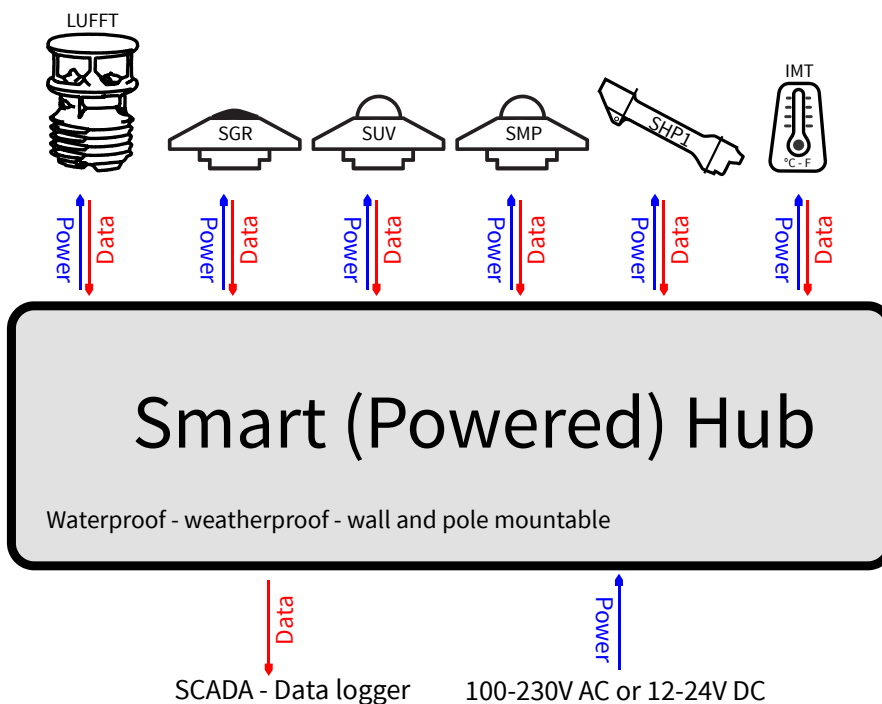 LUFFT
IMT
SGR
SUV
SMP
SHP1
°C - F
Power
Data
Power
Data
Power
Data
Power
Data
Power
Data
Power
Data
Smart (Powered) Hub
Waterproof - weatherproof - wall and pole mountable
Data
Power
SCADA - Data logger
100-230V AC or 12-24V DC